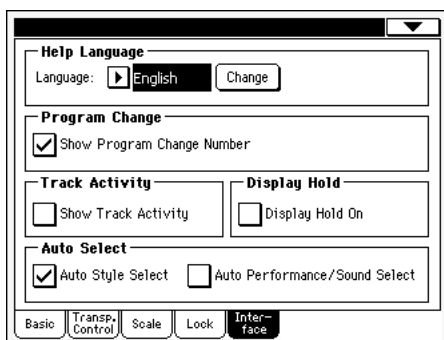 Help Language
Language: English Change
Program Change
Show Program Change Number
Track Activity Display Hold
Show Track Activity Display Hold On
Auto Select
Auto Style Select Auto Performance/Sound Select
Basic Transp. Control Scale Lock Inter-face